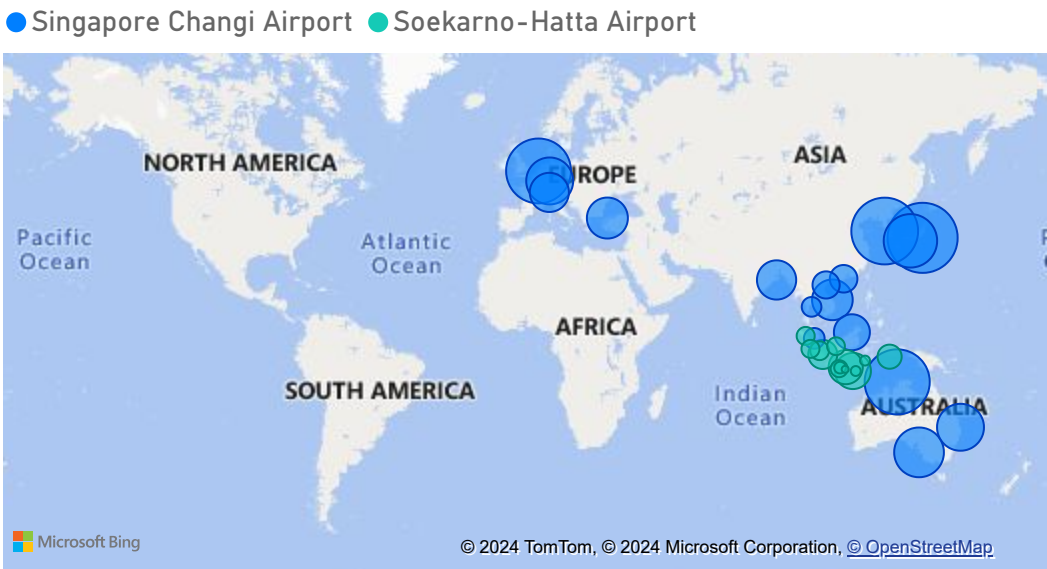 Singapore Changi Airport Soekarno-Hatta Airport
NORTH AMERICA
ASIA
EUROPE
Pacific
Ocean
Atlantic
Ocean
AFRICA
SOUTH AMERICA
Indian
Ocean
AUSTRALIA
Microsoft Bing
© 2024 TomTom, © 2024 Microsoft Corporation, © OpenStreetMap